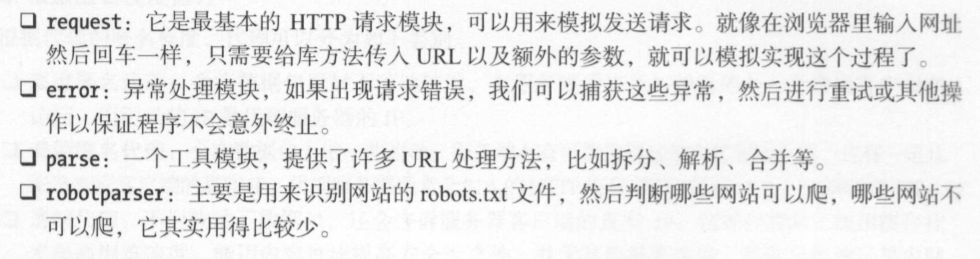 ❑ request：它是最基本的 HTTP 请求模块，可以用来模拟发送请求。就像在浏览器里输入网址
然后回车一样，只需要给库方法传入 URL 以及额外的参数，就可以模拟实现这个过程了。
❑ error：异常处理模块，如果出现请求错误，我们可以捕获这些异常，然后进行重试或其他操
作以保证程序不会意外终止。
❑ parse：一个工具模块，提供了许多 URL 处理方法，比如拆分、解析、合并等。
❑ robotparser：主要是用来识别网站的 robots.txt 文件，然后判断哪些网站可以爬，哪些网站不
可以爬，它其实用得比较少。